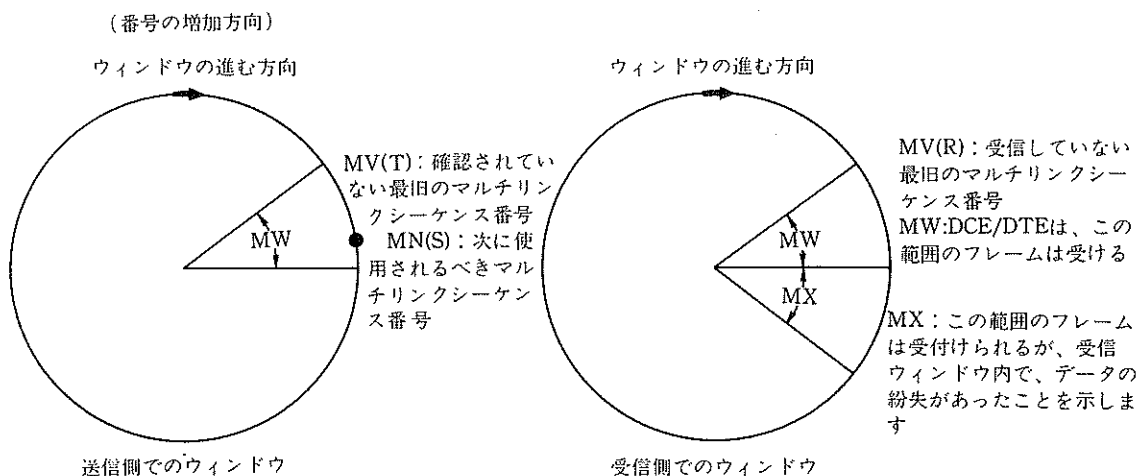 (番号の増加方向)
ウィンドウの進む方向
MV(T):確認されてい
ない最旧のマルチリン
クシーケンス番号
MN(S):次に使
用されるべきマル
チリンクシーケン
ス番号
MW
送信側でのウィンドウ
ウィンドウの進む方向
MV(R):受信していない
最旧のマルチリンクシー
ケンス番号
MW:DCE/DTEは、この
範囲のフレームは受ける
MW
MX
MX:この範囲のフレーム
は受付けられるが、受信
ウィンドウ内で、データの
紛失があったことを示しま
す
受信側でのウィンドウ